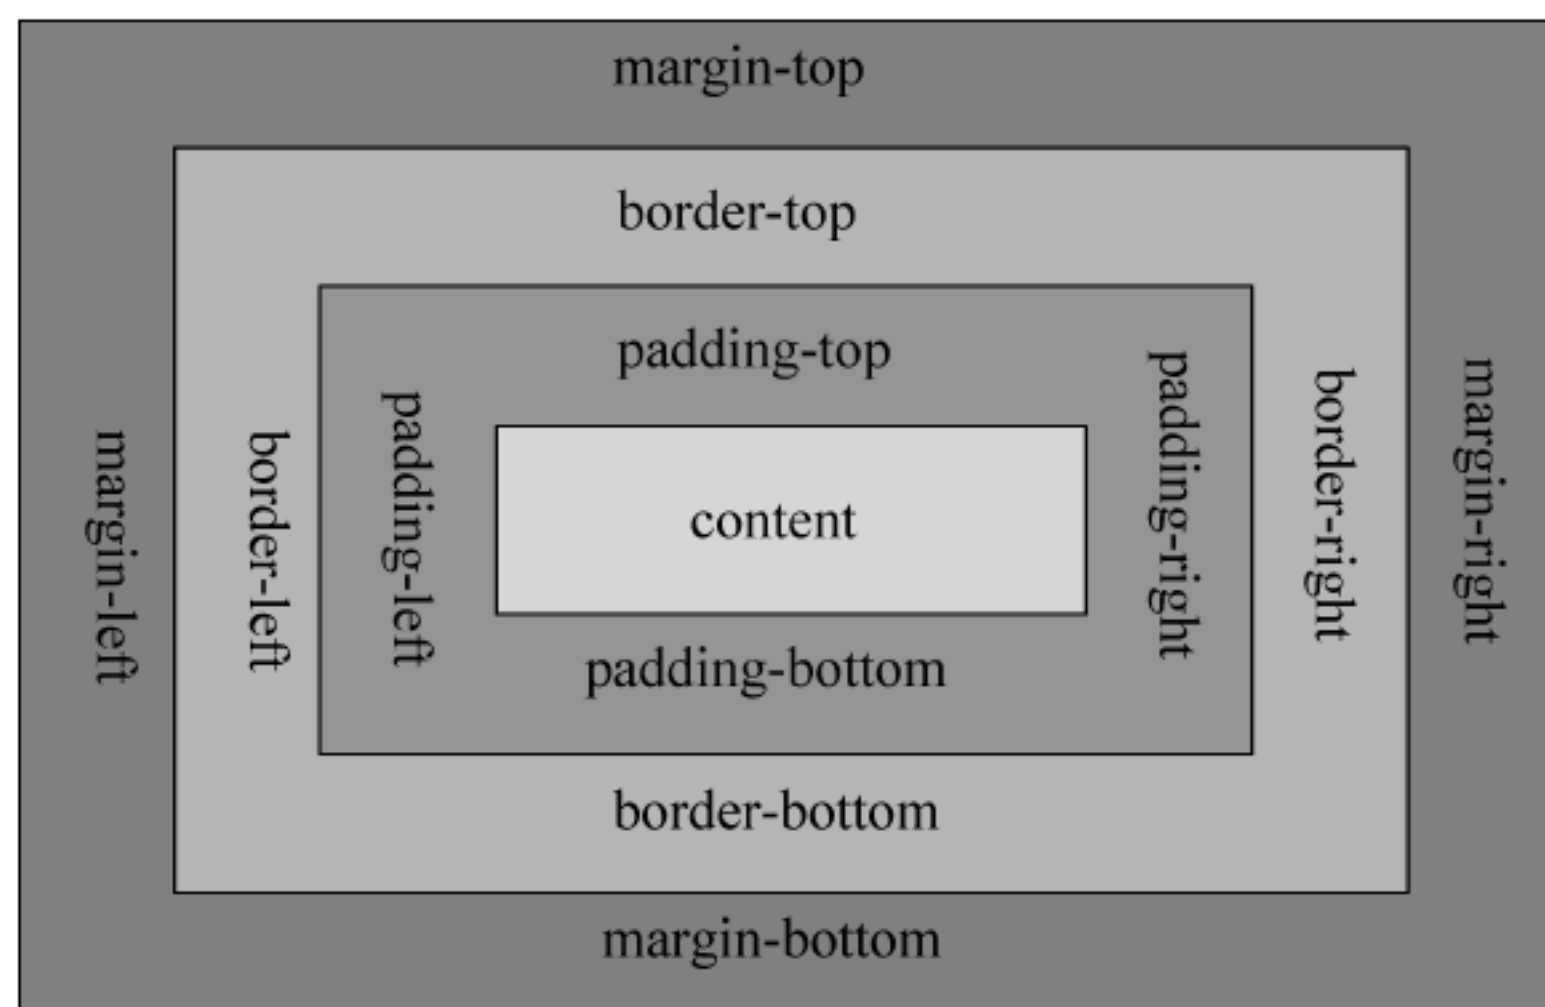 margin-top
border-top
padding-top
margin-left
border-left
padding-left
content
padding-right
border-right
margin-right
padding-bottom
border-bottom
margin-bottom